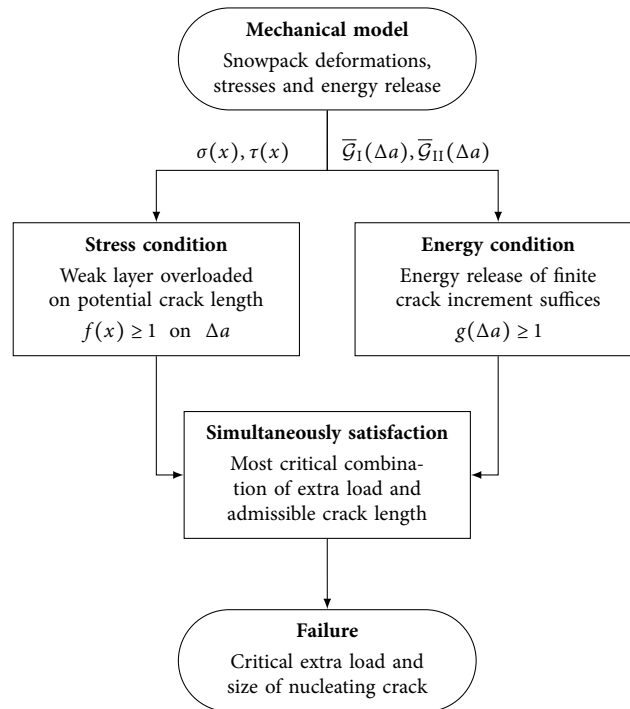 Mechanical model
Snowpack deformations,
stresses and energy release
σ(x), τ(x)
𝒢̅_I(Δa), 𝒢̅_II(Δa)
Stress condition
Weak layer overloaded
on potential crack length
f(x) ≥ 1 on Δa
Energy condition
Energy release of finite
crack increment suffices
g(Δa) ≥ 1
Simultaneously satisfaction
Most critical combina-
tion of extra load and
admissible crack length
Failure
Critical extra load and
size of nucleating crack